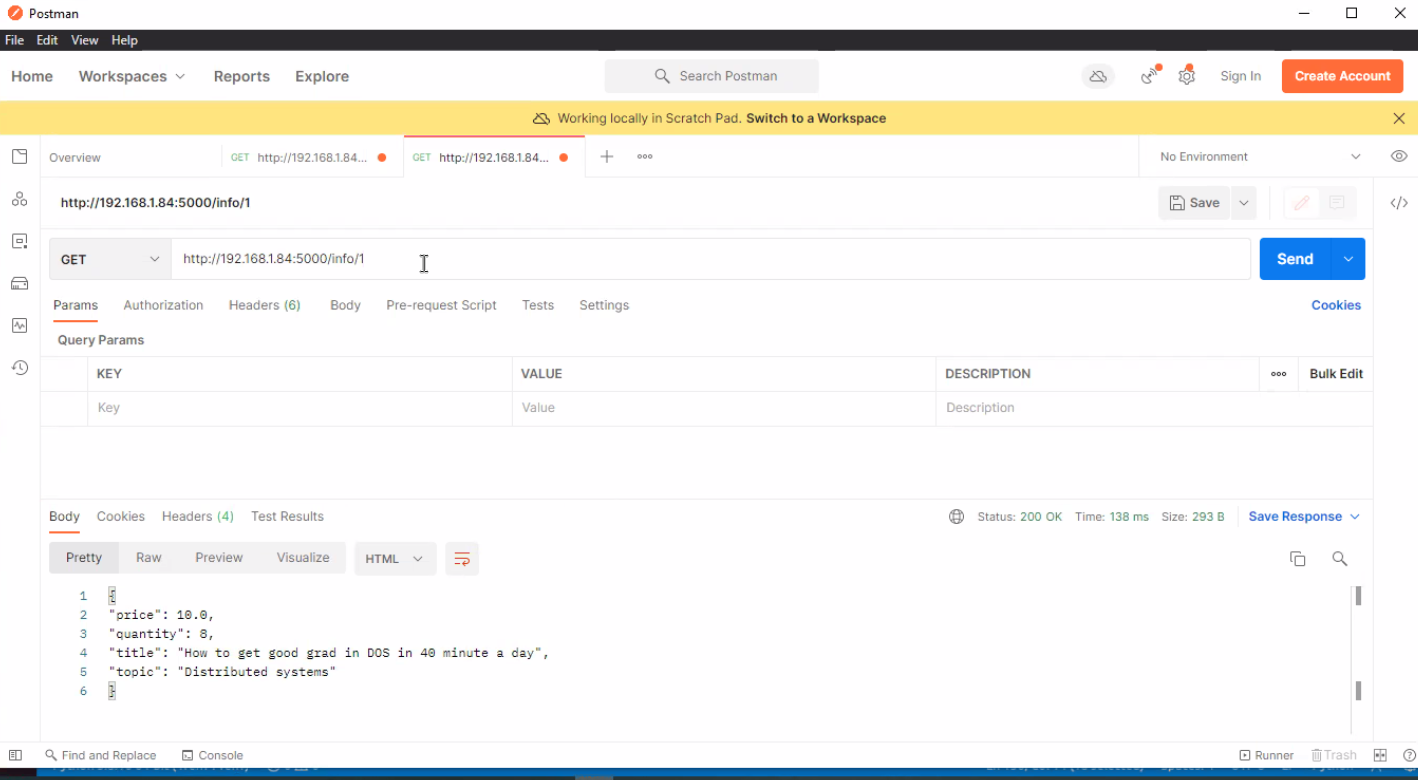 Postman
File Edit View Help
Home Workspaces Reports Explore Search Postman Sign In Create Account
Working locally in Scratch Pad. Switch to a Workspace
Overview GET http://192.168.1.84... GET http://192.168.1.84... No Environment
http://192.168.1.84:5000/info/1 Save
GET http://192.168.1.84:5000/info/1 Send
Params Authorization Headers (6) Body Pre-request Script Tests Settings Cookies
Query Params
KEY VALUE DESCRIPTION Bulk Edit
Key Value Description
Body Cookies Headers (4) Test Results Status: 200 OK Time: 138 ms Size: 293 B Save Response
Pretty Raw Preview Visualize HTML
1 {
2 "price": 10.0,
3 "quantity": 8,
4 "title": "How to get good grad in DOS in 40 minute a day",
5 "topic": "Distributed systems"
6 }
Find and Replace Console Runner Trash